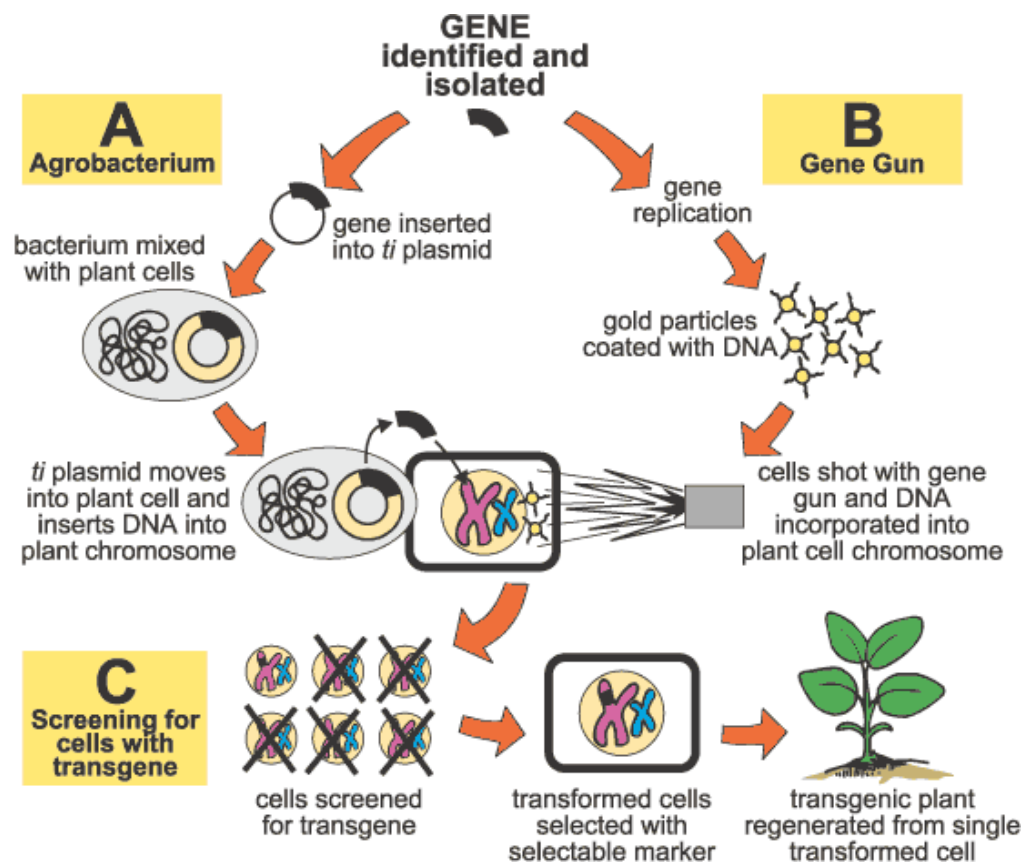 GENE
identified and
isolated
A
Agrobacterium
B
Gene Gun
gene inserted
into ti plasmid
gene
replication
bacterium mixed
with plant cells
gold particles
coated with DNA
ti plasmid moves
into plant cell and
inserts DNA into
plant chromosome
cells shot with gene
gun and DNA
incorporated into
plant cell chromosome
C
Screening for
cells with
transgene
cells screened
for transgene
transformed cells
selected with
selectable marker
transgenic plant
regenerated from single
transformed cell